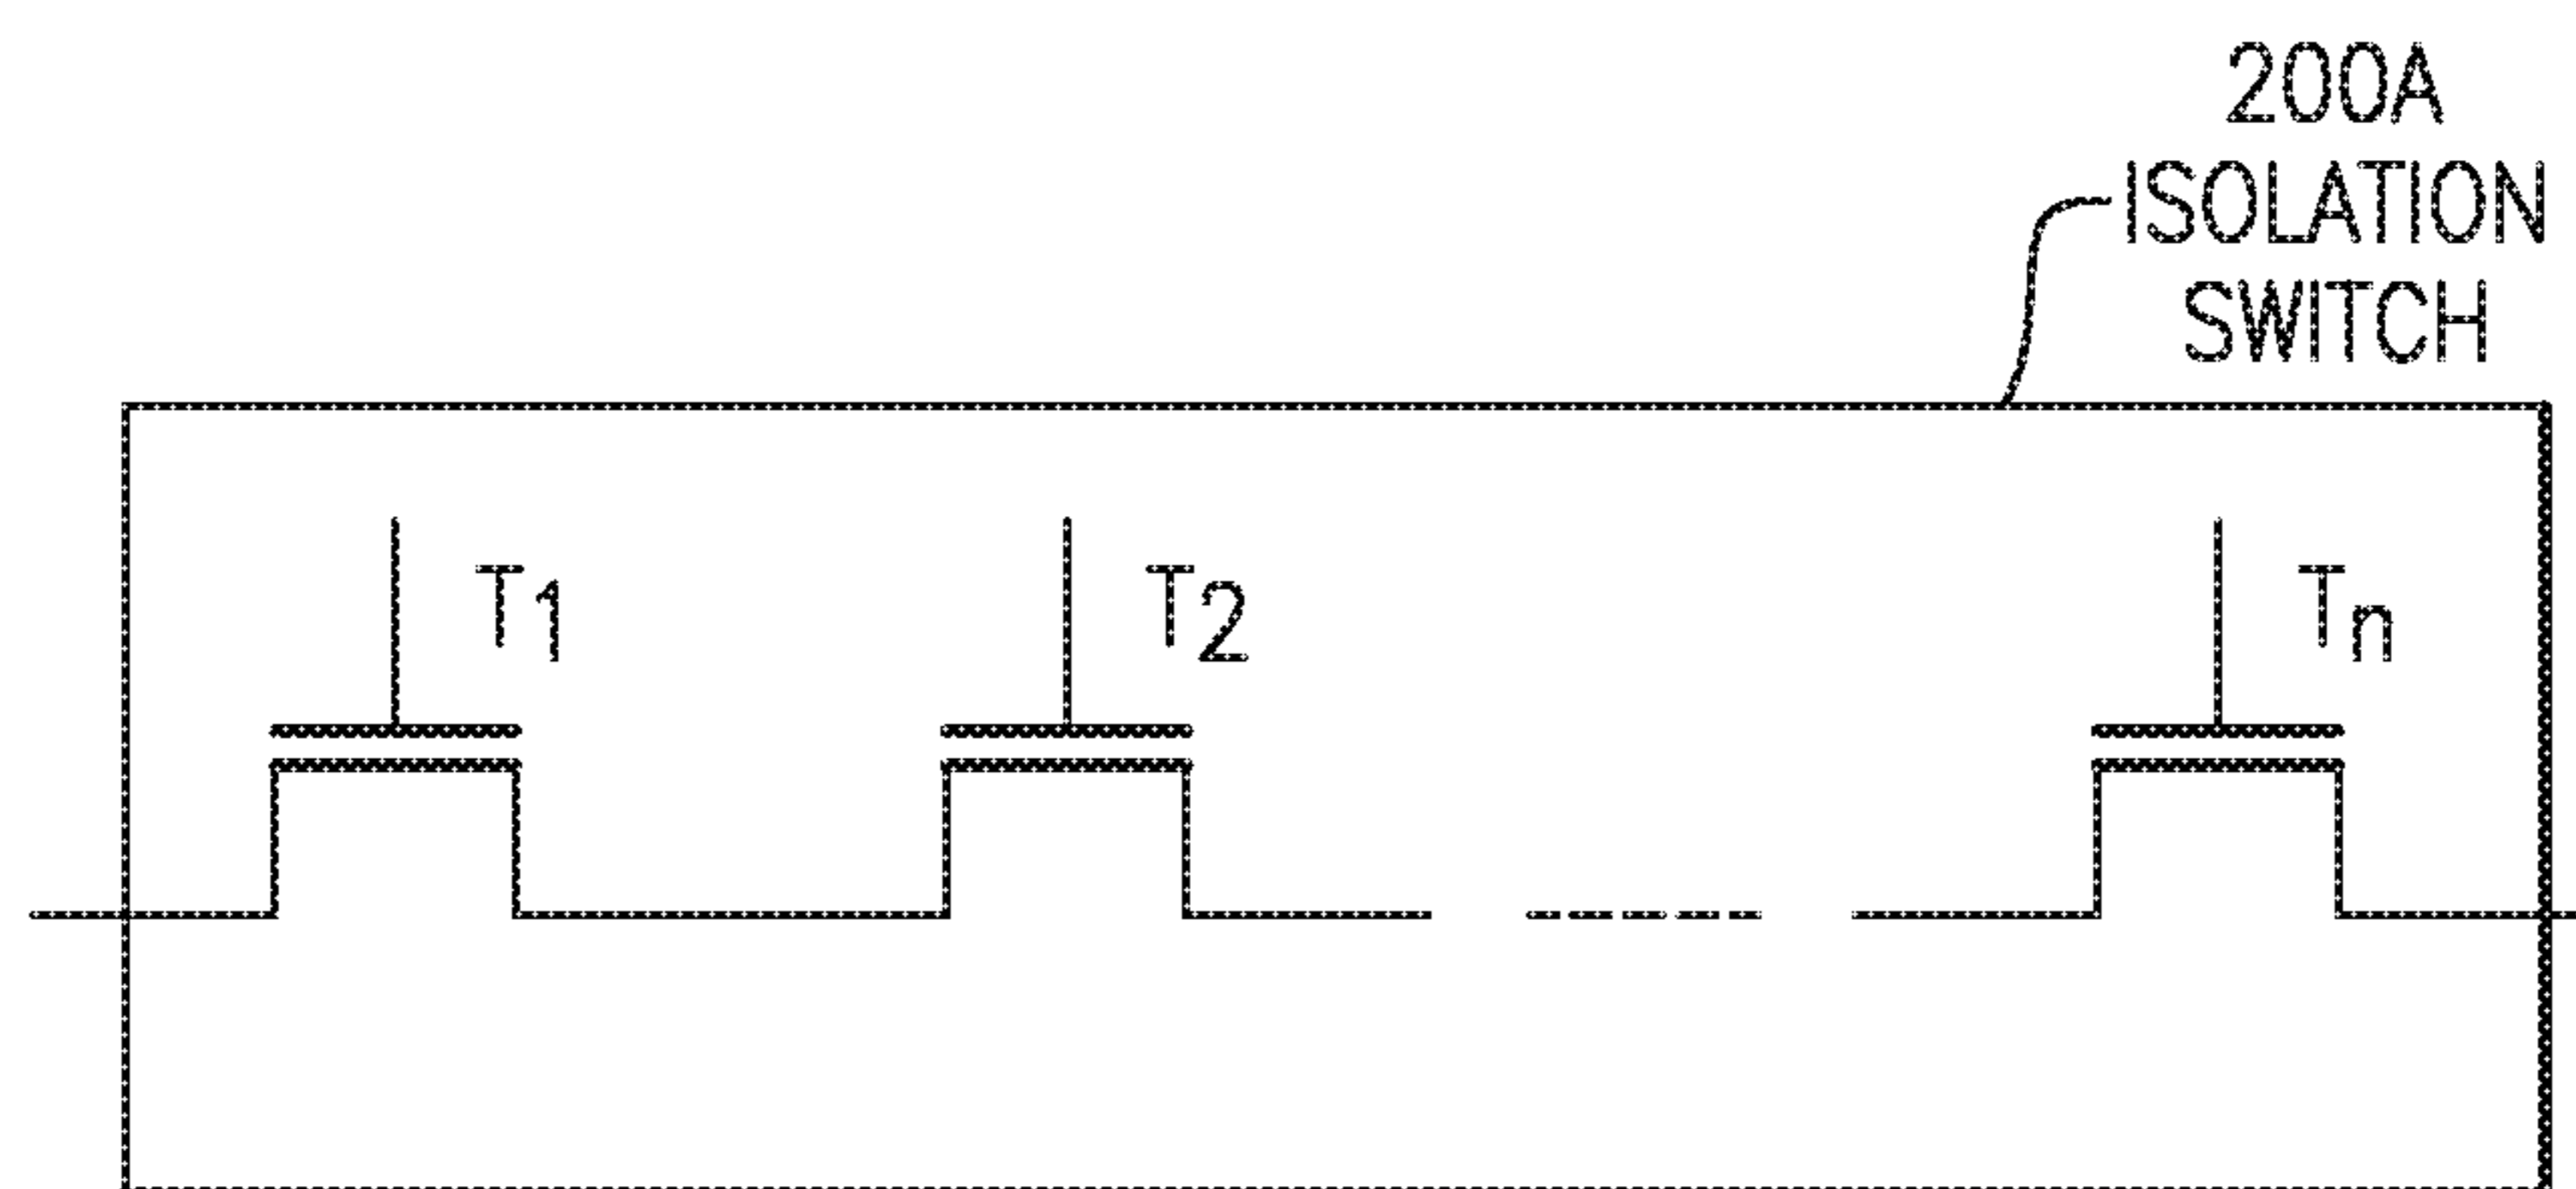 200A
ISOLATION
SWITCH
T1
T2
Tn